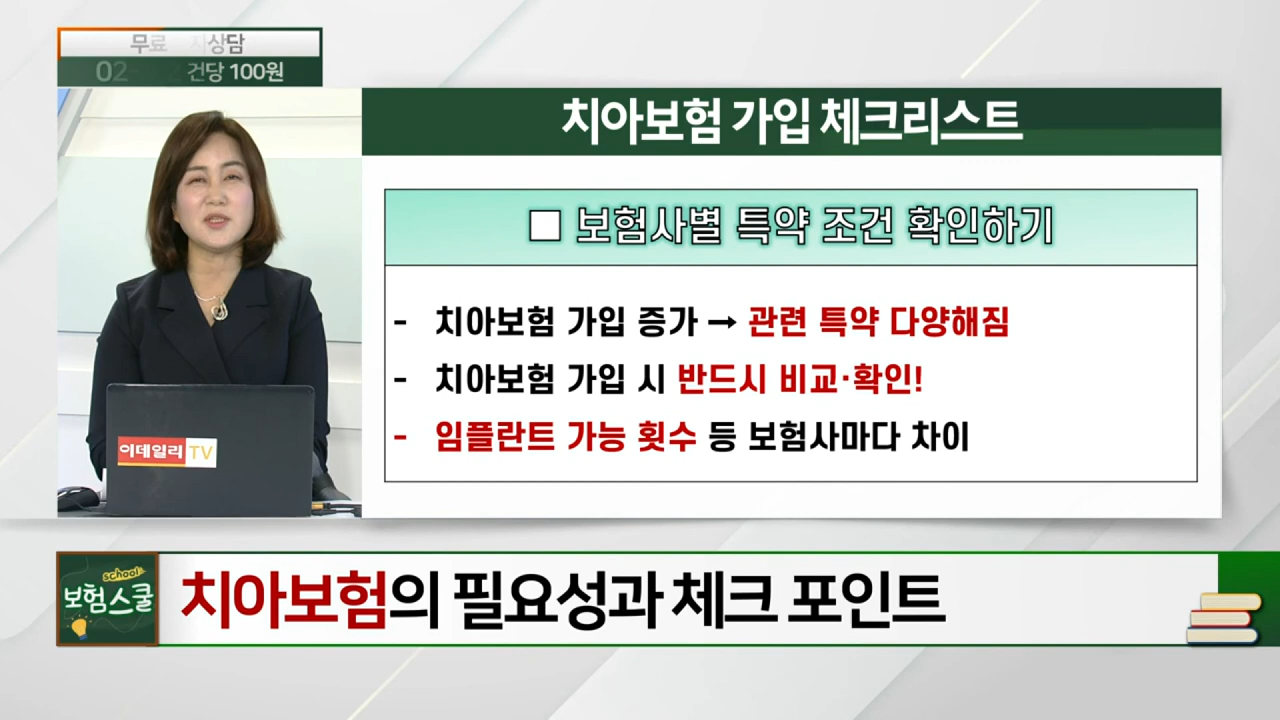 무료 상담
02 건당 100원
치아보험 가입 체크리스트
■ 보험사별 특약 조건 확인하기
- 치아보험 가입 증가 → 관련 특약 다양해짐
- 치아보험 가입 시 반드시 비교·확인!
- 임플란트 가능 횟수 등 보험사마다 차이
이데일리 TV
school
보험스쿨
치아보험의 필요성과 체크 포인트